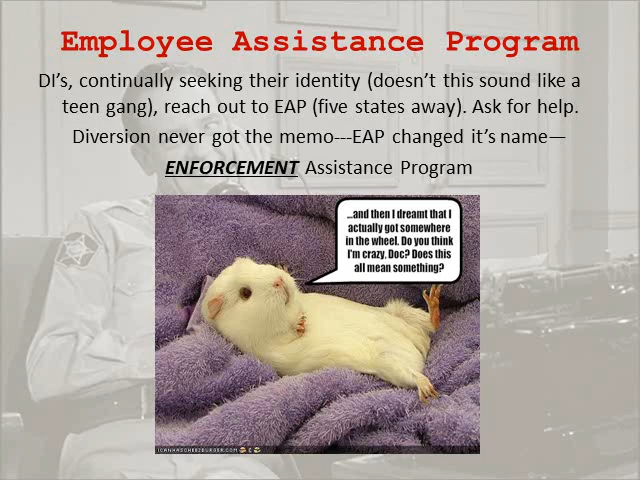 Employee Assistance Program
DI’s, continually seeking their identity (doesn’t this sound like a
teen gang), reach out to EAP (five states away). Ask for help.
Diversion never got the memo---EAP changed it’s name—
ENFORCEMENT Assistance Program
...and then I dreamt that I
actually got somewhere
in the wheel. Do you think
I'm crazy, Doc? Does this
all mean something?
ICANHASCHEEZBURGER.COM